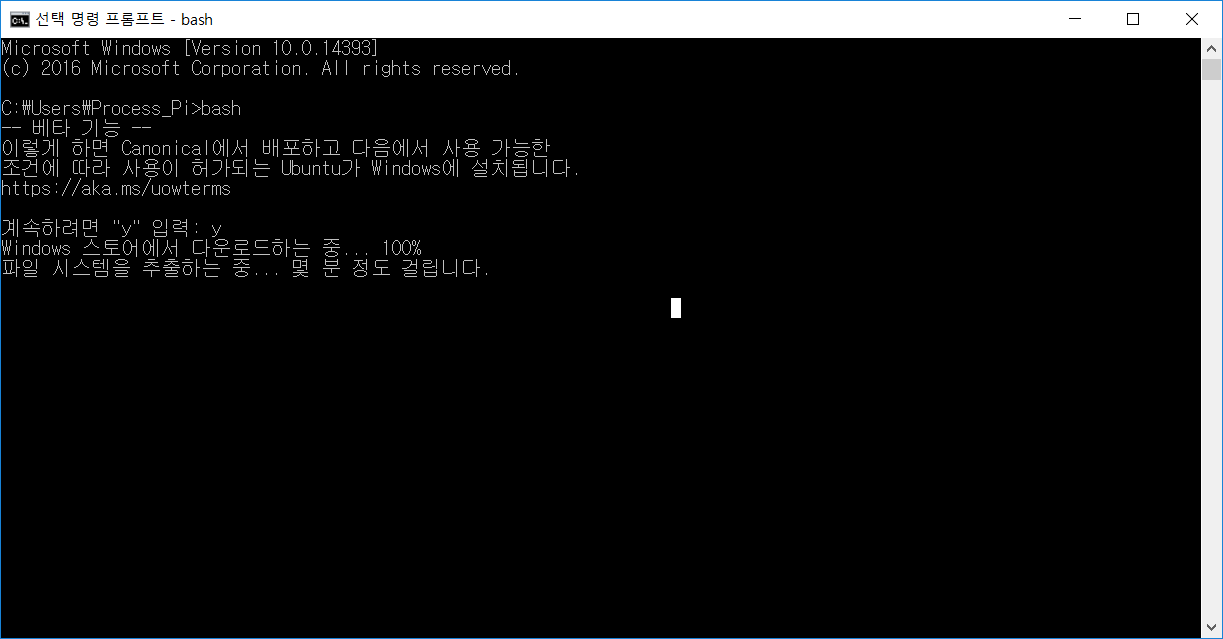 선택 명령 프롬프트 - bash
Microsoft Windows [Version 10.0.14393]
(c) 2016 Microsoft Corporation. All rights reserved.
C:₩Users₩Process_Pi>bash
-- 베타 기능 --
이렇게 하면 Canonical에서 배포하고 다음에서 사용 가능한
조건에 따라 사용이 허가되는 Ubuntu가 Windows에 설치됩니다.
https://aka.ms/uowterms
계속하려면 "y" 입력: y
Windows 스토어에서 다운로드하는 중... 100%
파일 시스템을 추출하는 중... 몇 분 정도 걸립니다.